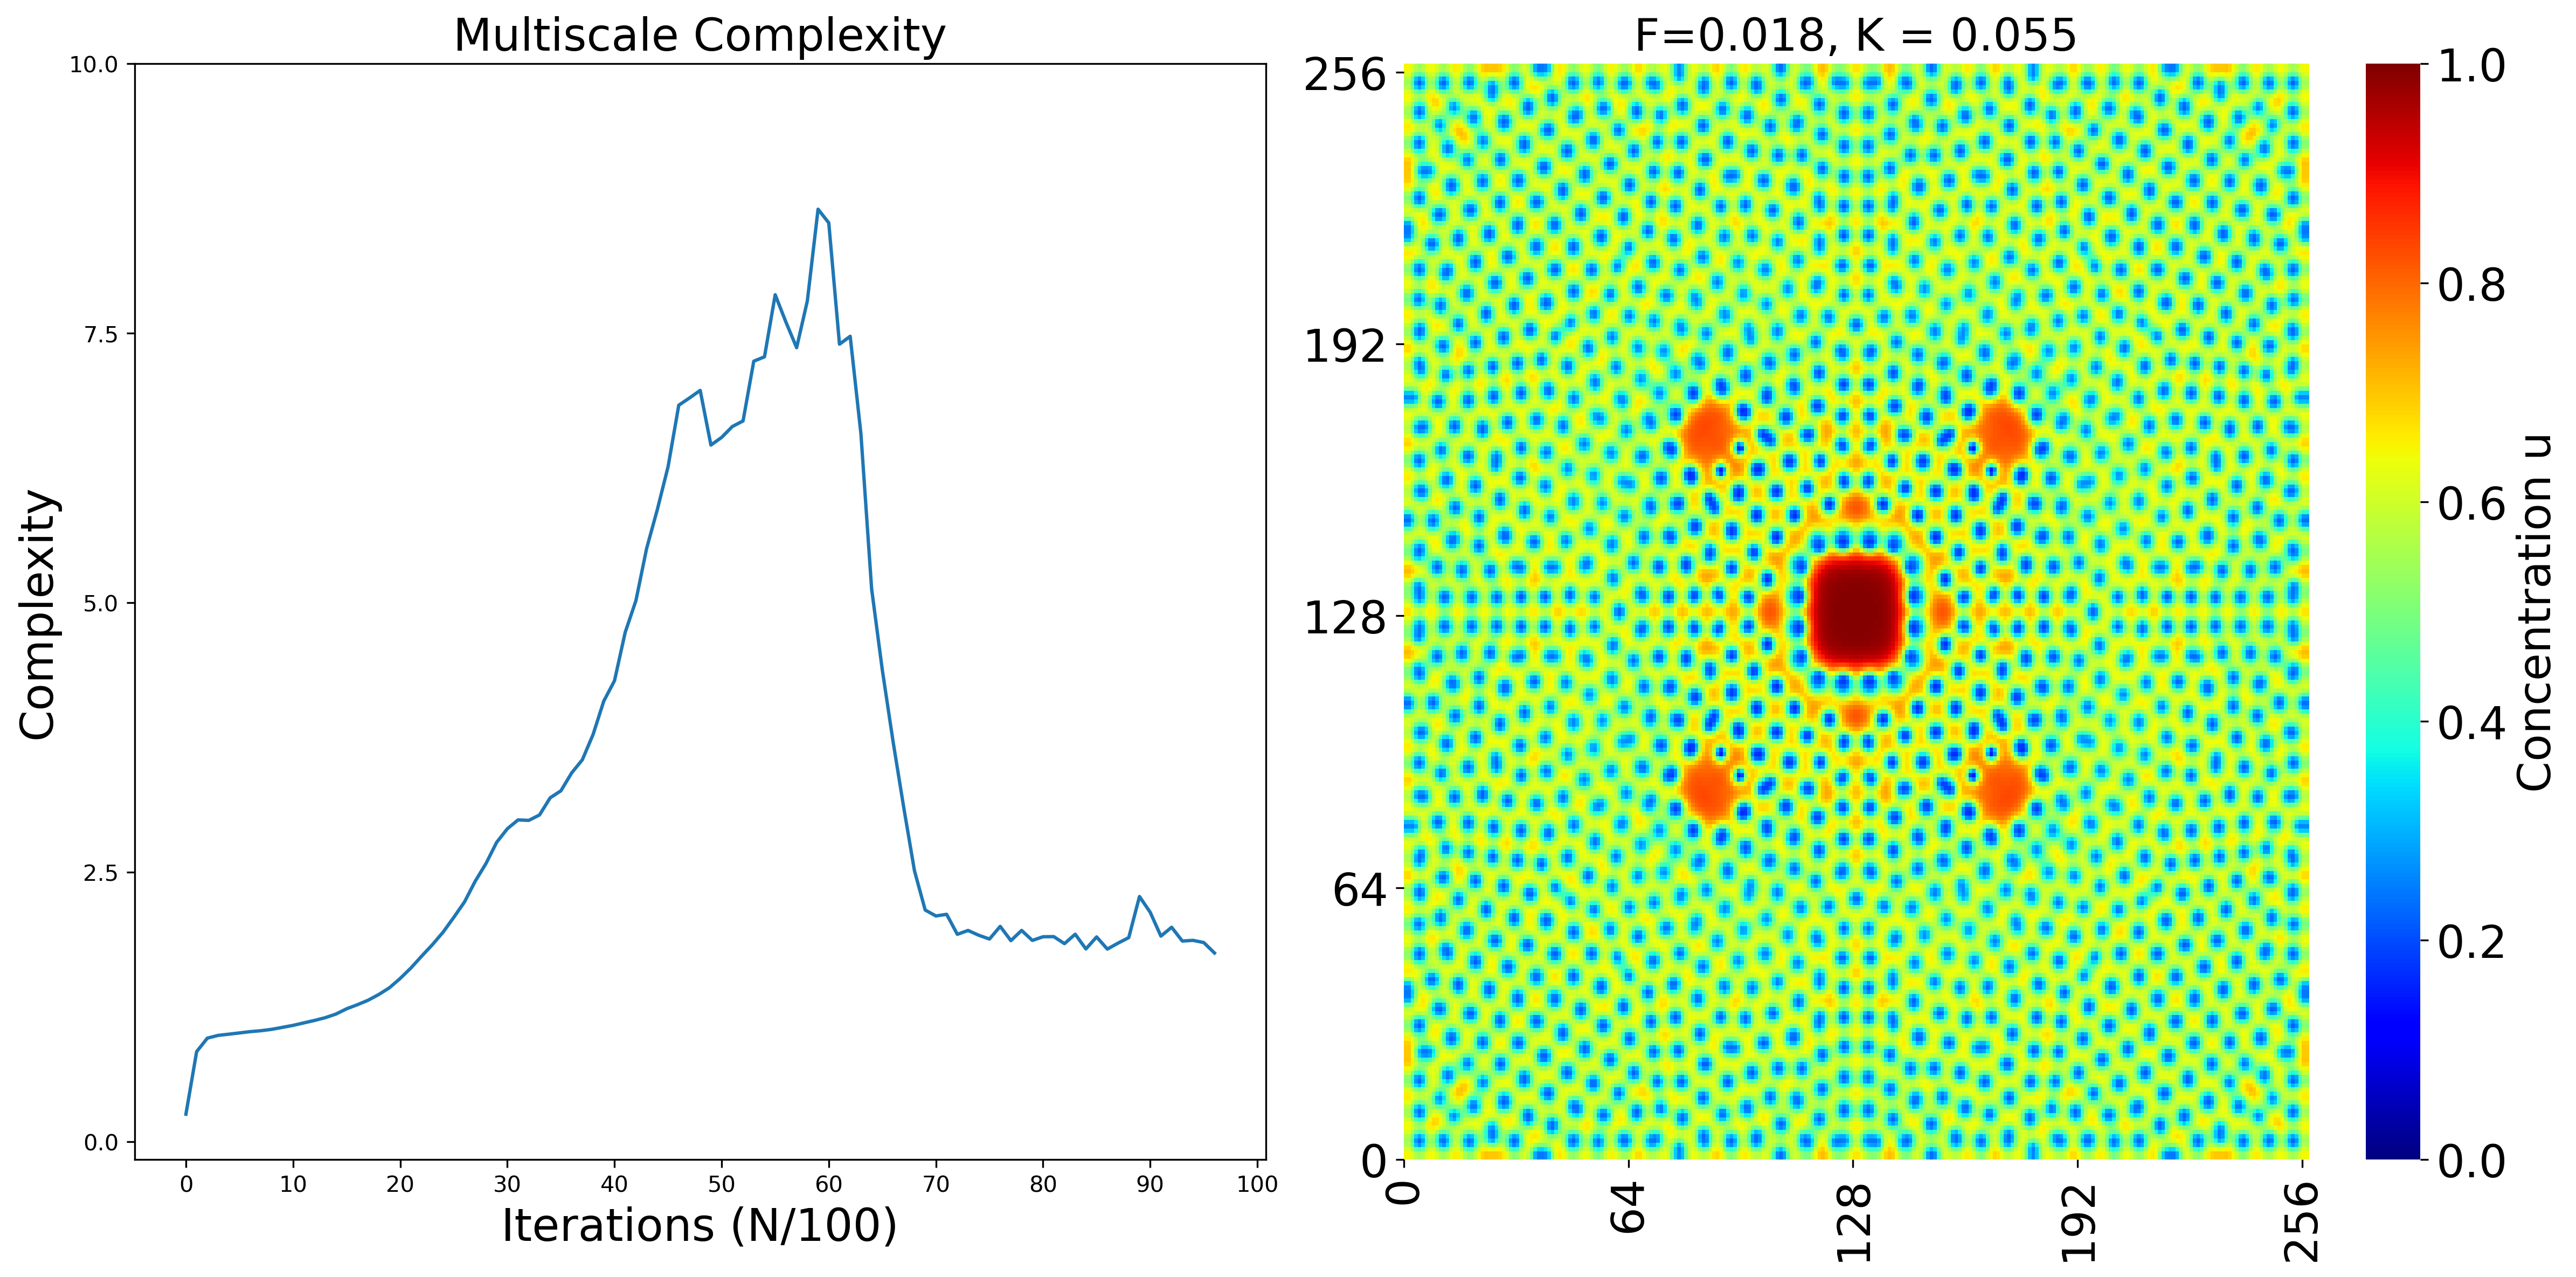 Multiscale Complexity
10.0
7.5
5.0
2.5
0.0
Complexity
0 10 20 30 40 50 60 70 80 90 100
Iterations (N/100)
F=0.018, K = 0.055
256
192
128
64
0
0 64 128 192 256
1.0
0.8
0.6
0.4
0.2
0.0
Concentration u